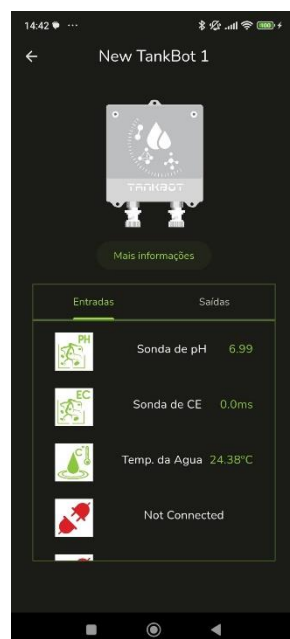 14:42
100
New TankBot 1
TANKBOT
Mais informações
Entradas Saídas
PH
Sonda de pH 6.99
EC
Sonda de CE 0.0ms
C°
Temp. da Agua 24.38°C
Not Connected